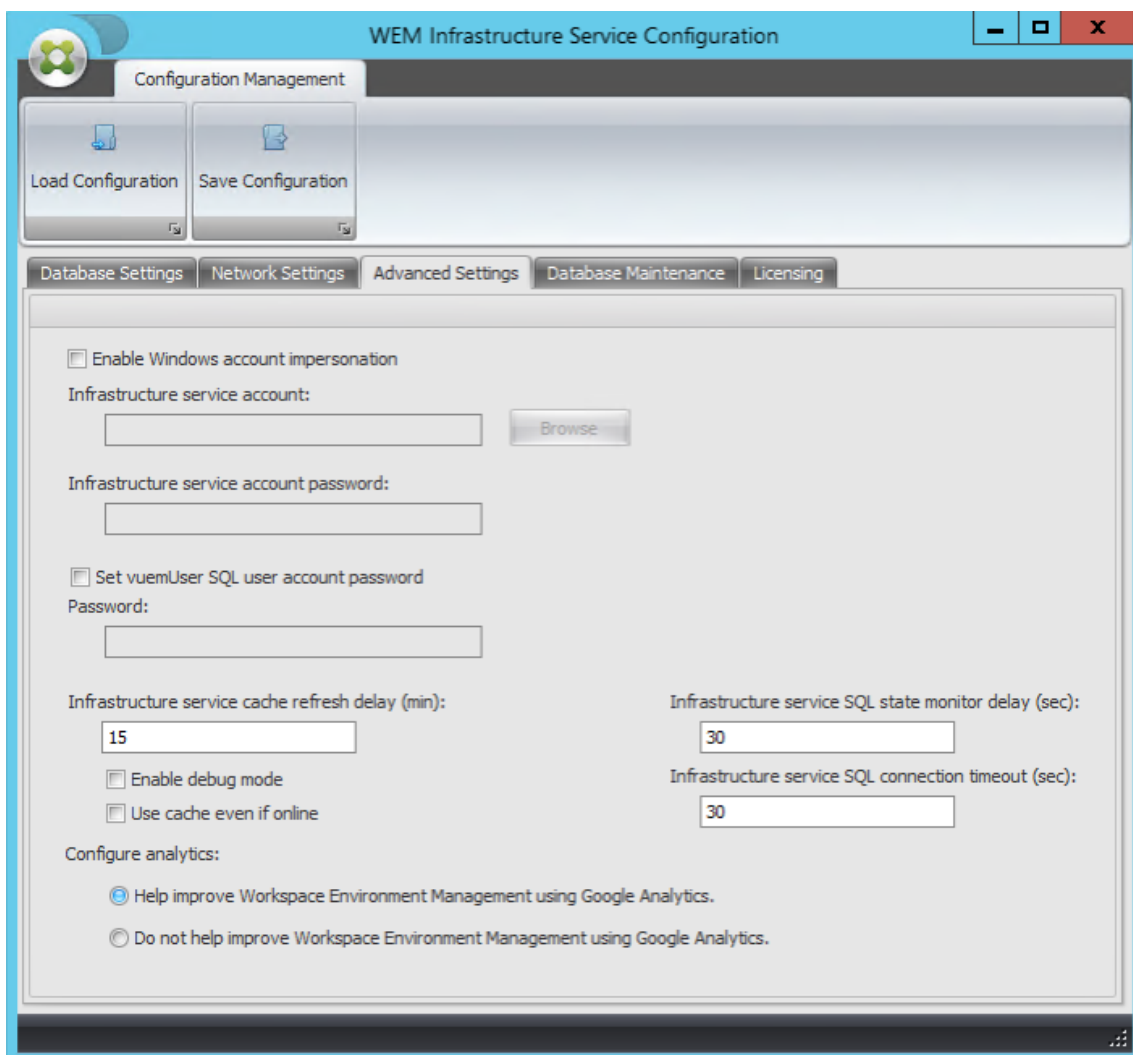 WEM Infrastructure Service Configuration
Configuration Management
Load Configuration
Save Configuration
Database Settings
Network Settings
Advanced Settings
Database Maintenance
Licensing
Enable Windows account impersonation
Infrastructure service account:
Browse
Infrastructure service account password:
Set vuemUser SQL user account password
Password:
Infrastructure service cache refresh delay (min):
Infrastructure service SQL state monitor delay (sec):
15
30
Enable debug mode
Infrastructure service SQL connection timeout (sec):
Use cache even if online
30
Configure analytics:
Help improve Workspace Environment Management using Google Analytics.
Do not help improve Workspace Environment Management using Google Analytics.